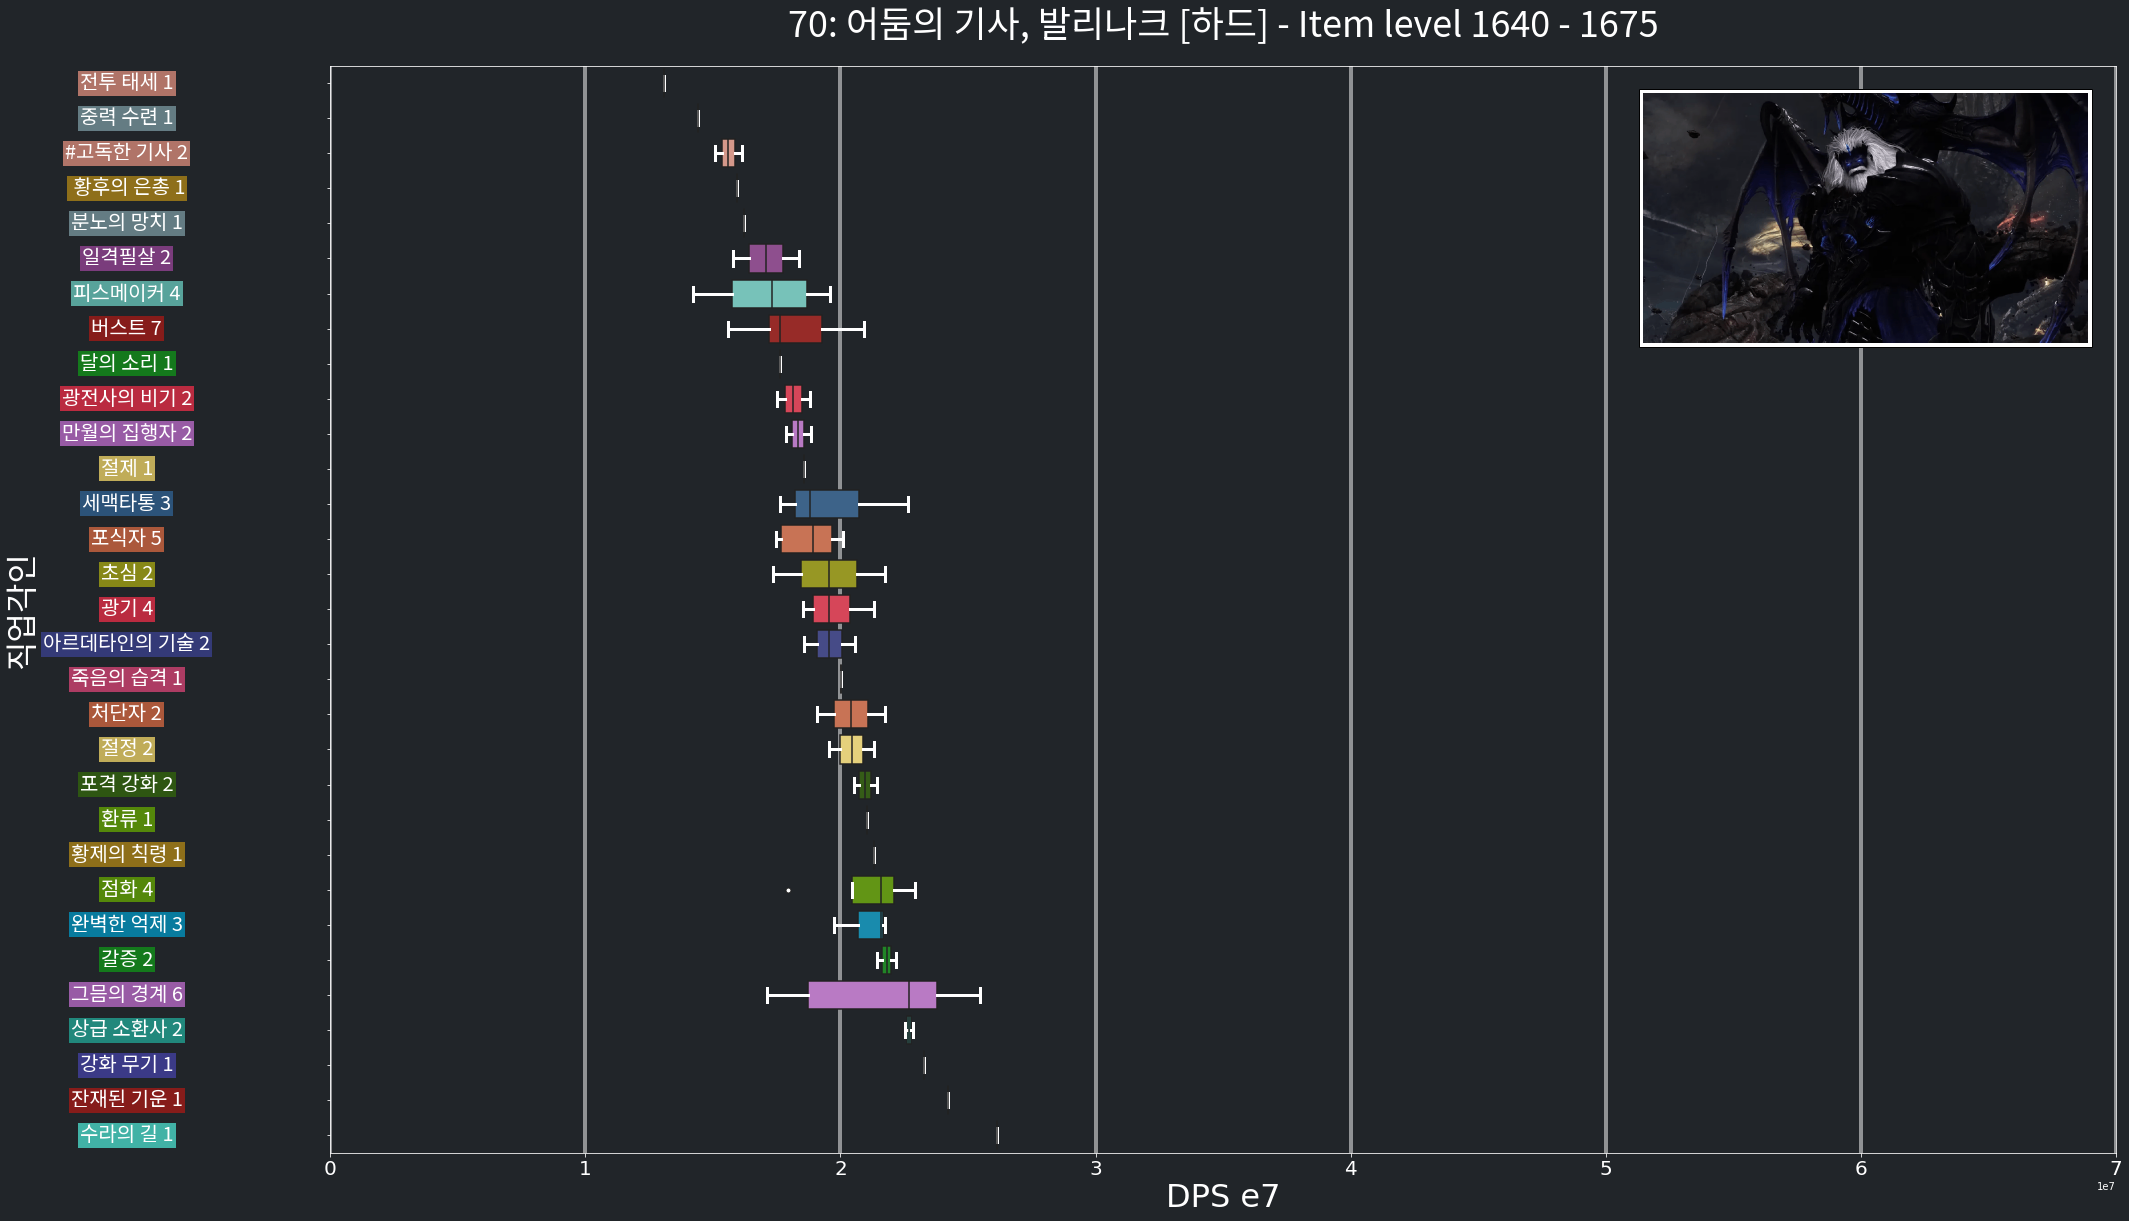 70: 어둠의 기사, 발리나크 [하드] - Item level 1640 - 1675
직업각인
전투 태세 1
중력 수련 1
#고독한 기사 2
황후의 은총 1
분노의 망치 1
일격필살 2
피스메이커 4
버스트 7
달의 소리 1
광전사의 비기 2
만월의 집행자 2
절제 1
세맥타통 3
포식자 5
초심 2
광기 4
아르데타인의 기술 2
죽음의 습격 1
처단자 2
절정 2
포격 강화 2
환류 1
황제의 칙령 1
점화 4
완벽한 억제 3
갈증 2
그믐의 경계 6
상급 소환사 2
강화 무기 1
잔재된 기운 1
수라의 길 1
0 1 2 3 4 5 6 7
1e7
DPS e7